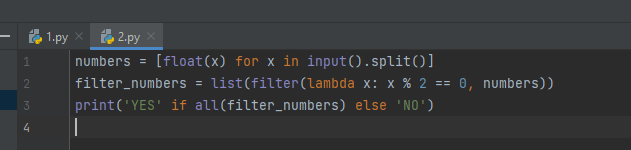 1.py
2.py
1 numbers = [float(x) for x in input().split()]
2 filter_numbers = list(filter(lambda x: x % 2 == 0, numbers))
3 print('YES' if all(filter_numbers) else 'NO')
4